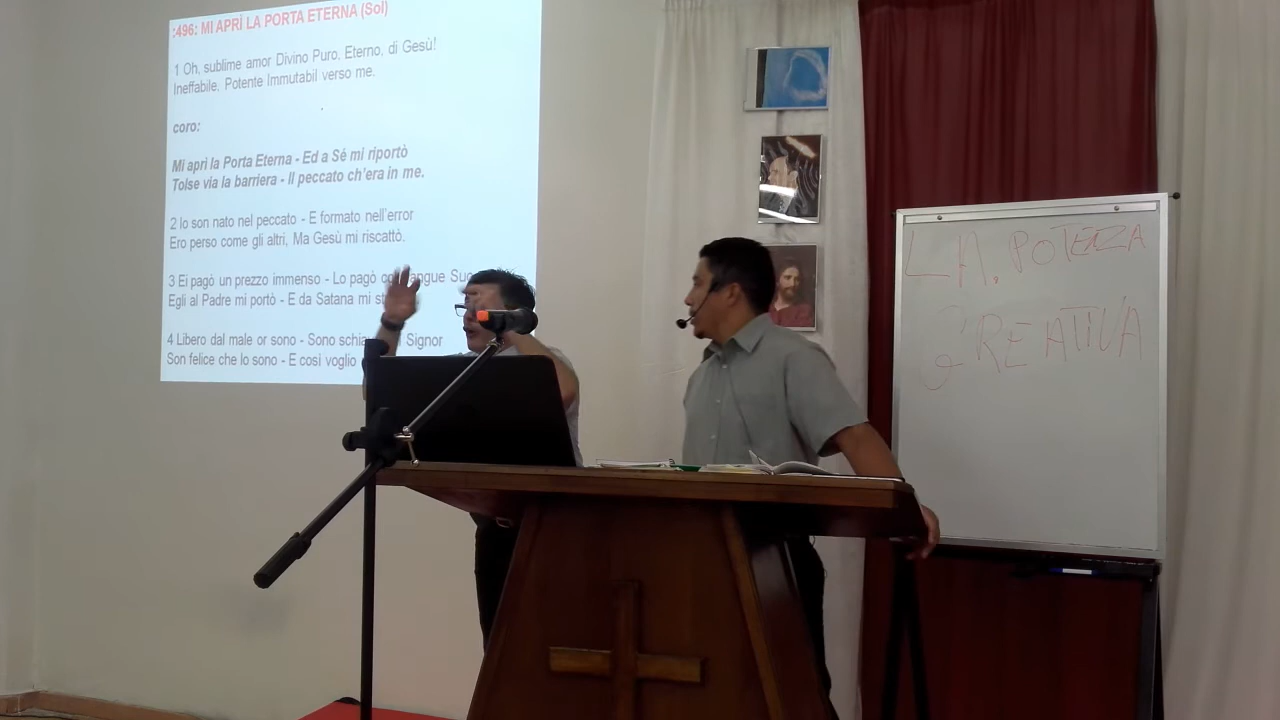 :496: MI APRÌ LA PORTA ETERNA (Sol)
1 Oh, sublime amor Divino Puro, Eterno, di Gesù!
Ineffabile, Potente Immutabil verso me.
coro:
Mi aprì la Porta Eterna - Ed a Sé mi riportò
Tolse via la barriera - Il peccato ch'era in me.
2 Io son nato nel peccato - E formato nell'error
Ero perso come gli altri, Ma Gesù mi riscattò.
3 Ei pagò un prezzo immenso - Lo pagò co
angue Suo
Egli al Padre mi portò - E da Satana mi
4 Libero dal male or sono - Sono
Signor
Son felice che lo sono - E così voglio
LA POTENZA
CREATIVA